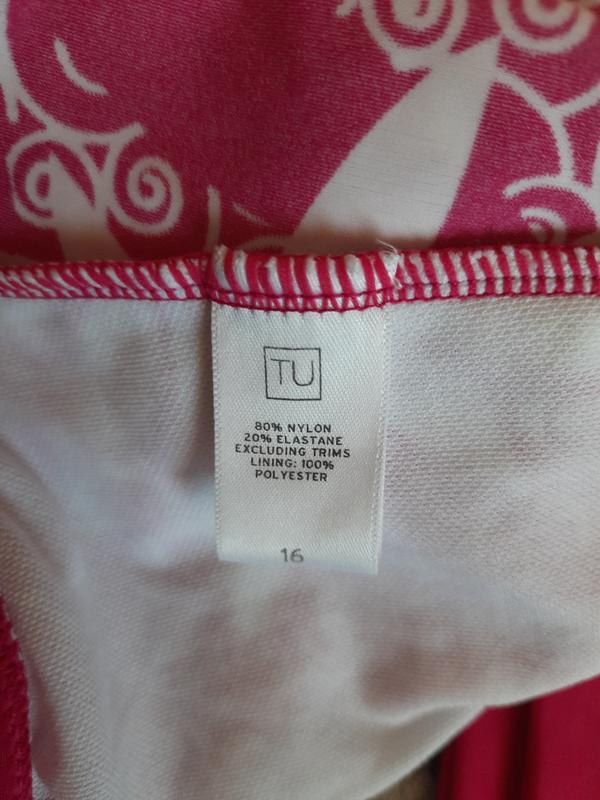 TU
80% NYLON
20% ELASTANE
EXCLUDING TRIMS
LINING: 100%
POLYESTER
16